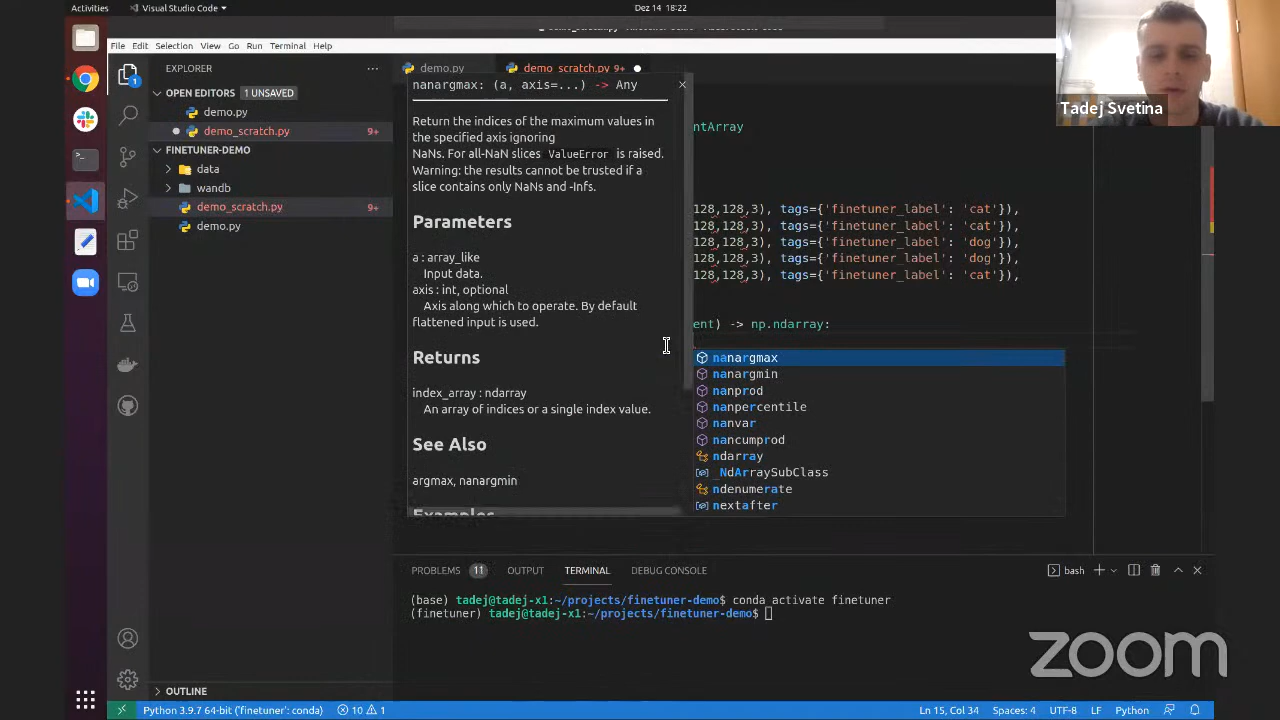 Activities
Visual Studio Code
Dez 14 18:22
File Edit Selection View Go Run Terminal Help
Tadej Svetina
EXPLORER
demo.py
demo_scratch.py 9+
OPEN EDITORS 1 UNSAVED
demo.py
demo_scratch.py 9+
FINETUNER-DEMO
data
wandb
demo_scratch.py 9+
demo.py
nanargmax: (a, axis=...) -> Any
Return the indices of the maximum values in
the specified axis ignoring
NaNs. For all-NaN slices ValueError is raised.
Warning: the results cannot be trusted if a
slice contains only NaNs and -Infs.
Parameters
a : array_like
Input data.
axis : int, optional
Axis along which to operate. By default
flattened input is used.
Returns
index_array : ndarray
An array of indices or a single index value.
See Also
argmax, nanargmin
Examples
ntArray
128,128,3), tags={'finetuner_label': 'cat'}),
128,128,3), tags={'finetuner_label': 'cat'}),
128,128,3), tags={'finetuner_label': 'dog'}),
128,128,3), tags={'finetuner_label': 'dog'}),
128,128,3), tags={'finetuner_label': 'cat'}),
ent) -> np.ndarray:
nanargmax
nanargmin
nanprod
nanpercentile
nanvar
nancumprod
ndarray
_NdArraySubClass
ndenumerate
nextafter
PROBLEMS 11 OUTPUT TERMINAL DEBUG CONSOLE
bash
(base) tadej@tadej-x1:~/projects/finetuner-demo$ conda activate finetuner
(finetuner) tadej@tadej-x1:~/projects/finetuner-demo$
zoom
OUTLINE
Python 3.9.7 64-bit ('finetuner': conda) 10 1
Ln 15, Col 34 Spaces: 4 UTF-8 LF Python
1